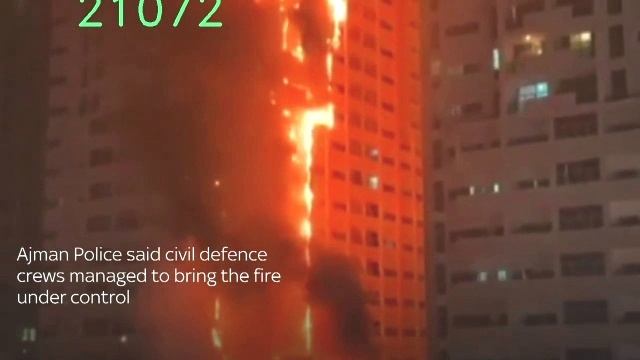 21072
Ajman Police said civil defence
crews managed to bring the fire
under control